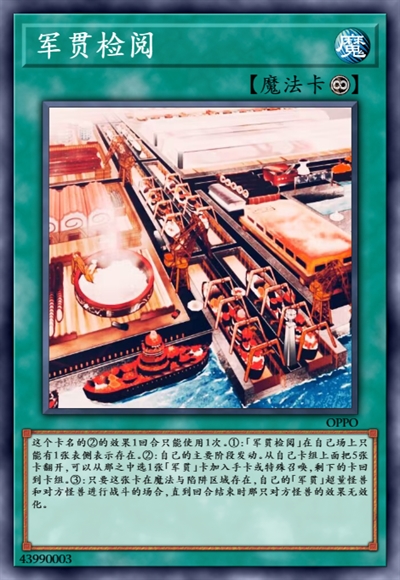 军贯检阅
魔
【魔法卡∞】
OPPO
这个卡名的②的效果1回合只能使用1次。①:「军贯检阅」在自己场上只
能有1张表侧表示存在。②:自己的主要阶段发动。从自己卡组上面把5张
卡翻开,可以从那之中选1张「军贯」卡加入手卡或特殊召唤,剩下的卡回
到卡组。③:只要这张卡在魔法与陷阱区域存在,自己的「军贯」超量怪兽
和对方怪兽进行战斗的场合,直到回合结束时那只对方怪兽的效果无效
化。
43990003